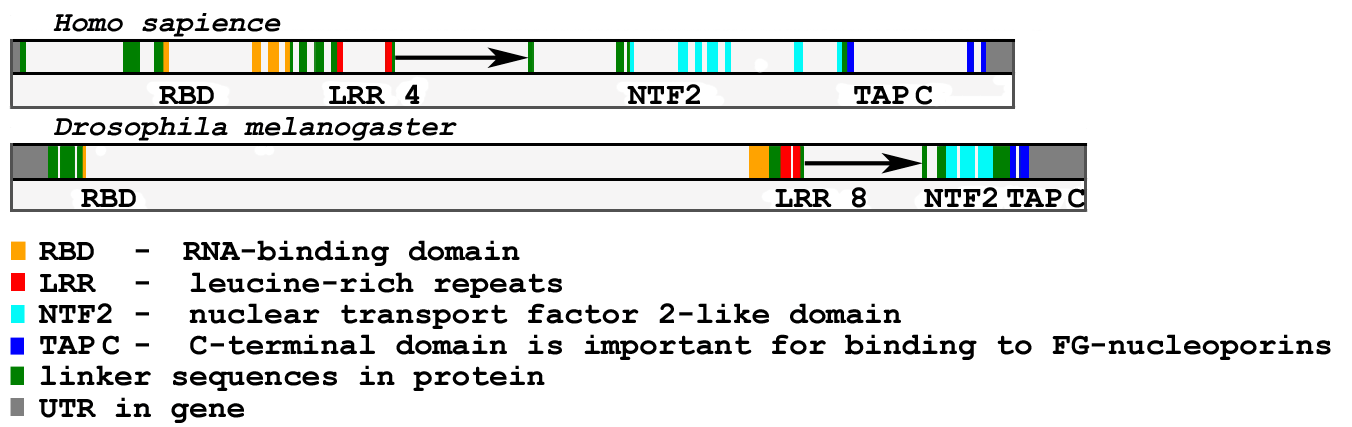 Homo sapience
RBD LRR 4 NTF2 TAP C
Drosophila melanogaster
RBD LRR 8 NTF2 TAP C
RBD - RNA-binding domain
LRR - leucine-rich repeats
NTF2 - nuclear transport factor 2-like domain
TAP C - C-terminal domain is important for binding to FG-nucleoporins
linker sequences in protein
UTR in gene